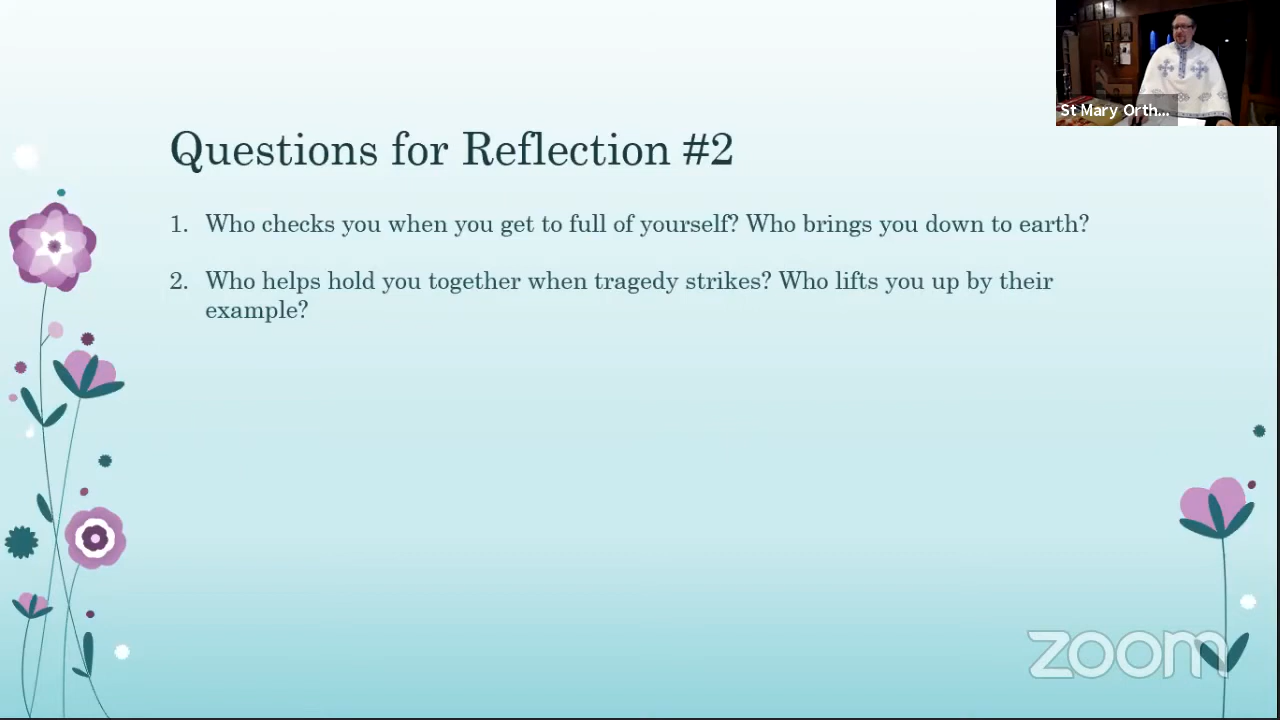 St Mary Orth...
Questions for Reflection #2
1. Who checks you when you get to full of yourself? Who brings you down to earth?
2. Who helps hold you together when tragedy strikes? Who lifts you up by their
example?
zoom